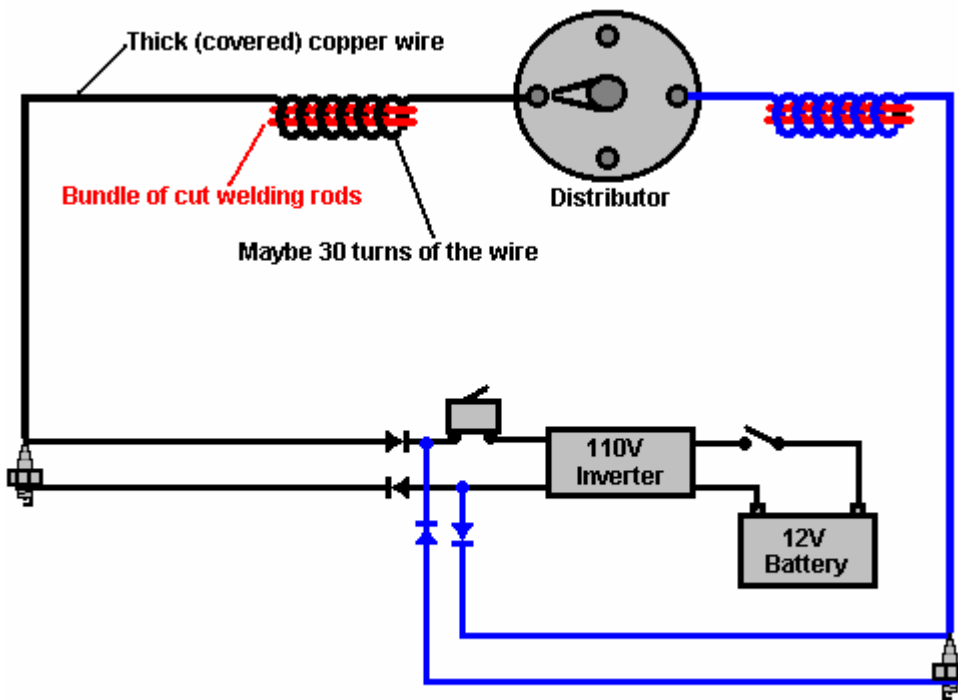 Thick (covered) copper wire
Bundle of cut welding rods
Distributor
Maybe 30 turns of the wire
110V
Inverter
12V
Battery